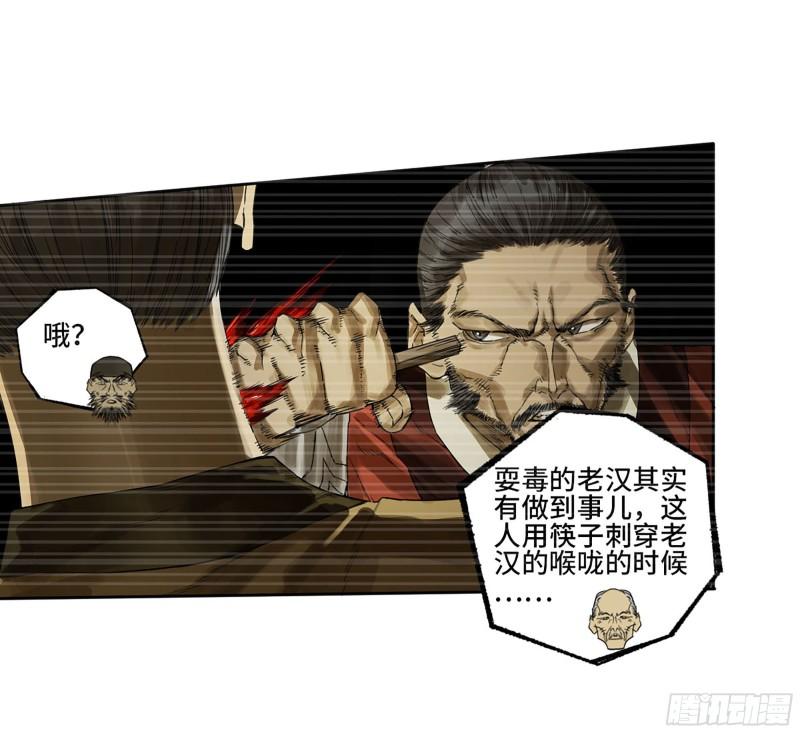 哦？
耍毒的老汉其实
有做到事儿，这
人用筷子刺穿老
汉的喉咙的时候
……
腾讯动漫